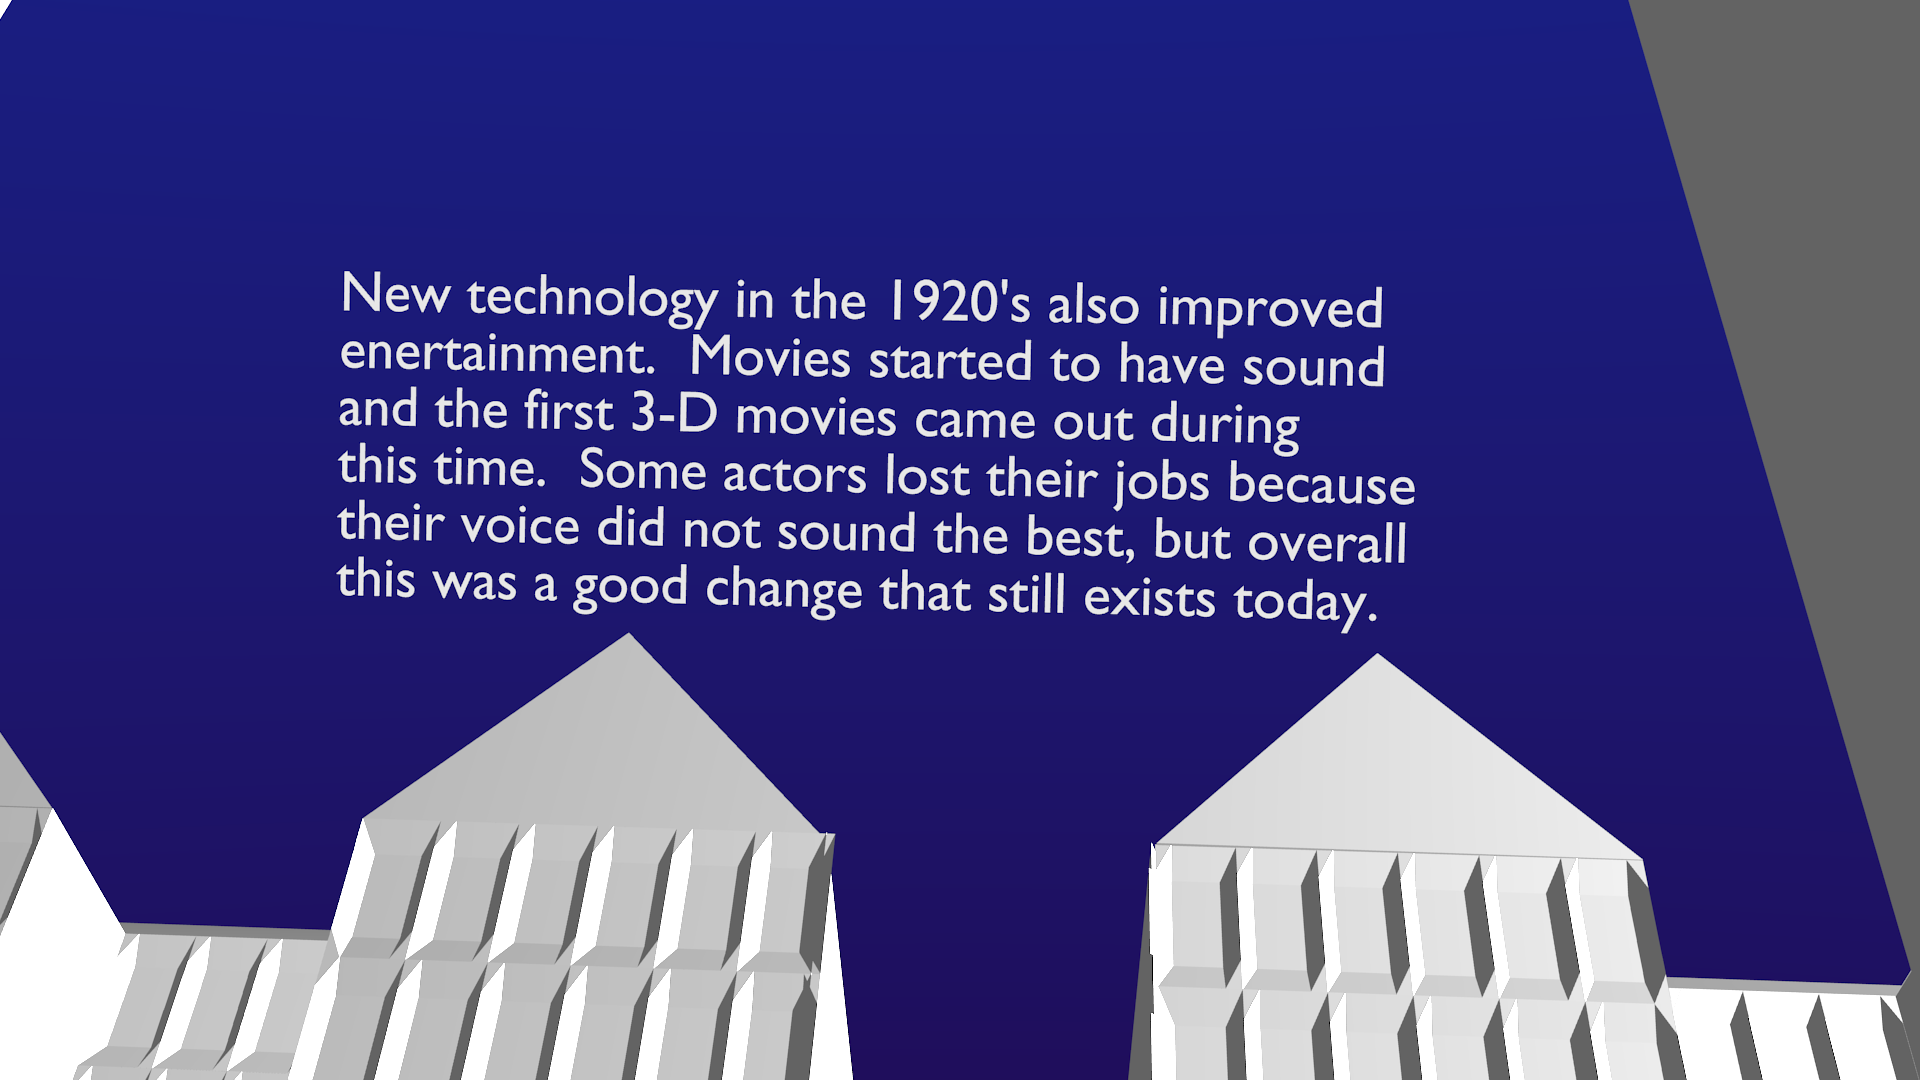 New technology in the 1920's also improved
enertainment.  Movies started to have sound
and the first 3-D movies came out during
this time.  Some actors lost their jobs because
their voice did not sound the best, but overall
this was a good change that still exists today.